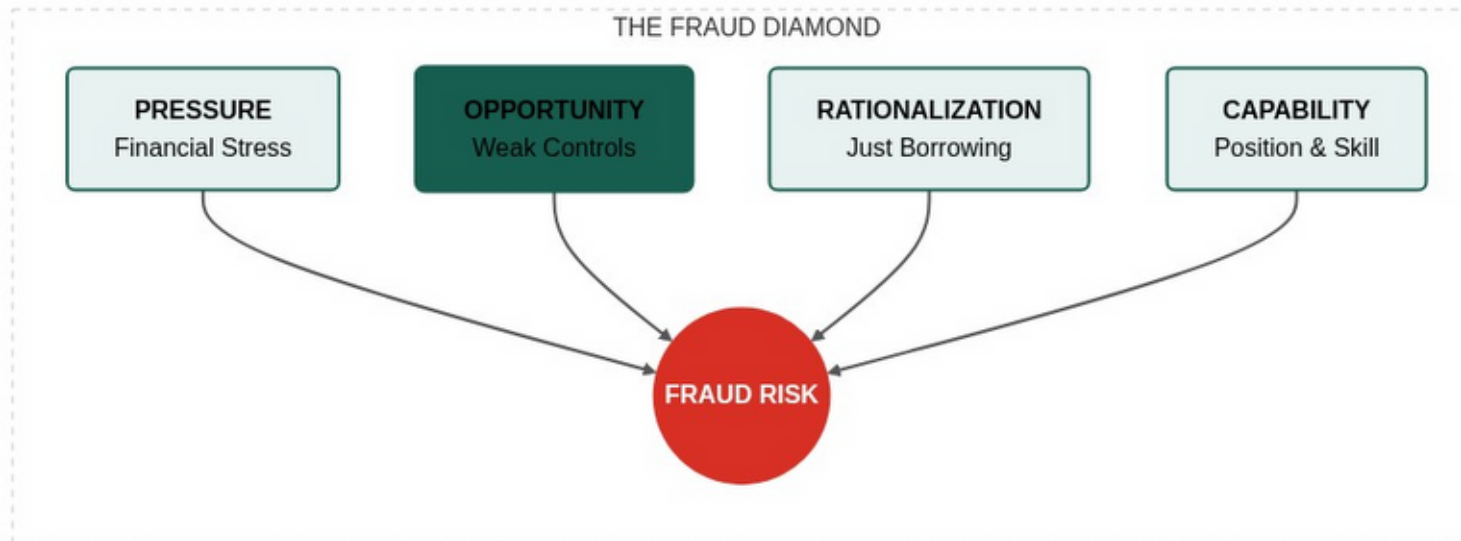 THE FRAUD DIAMOND
PRESSURE
Financial Stress
OPPORTUNITY
Weak Controls
RATIONALIZATION
Just Borrowing
CAPABILITY
Position & Skill
FRAUD RISK